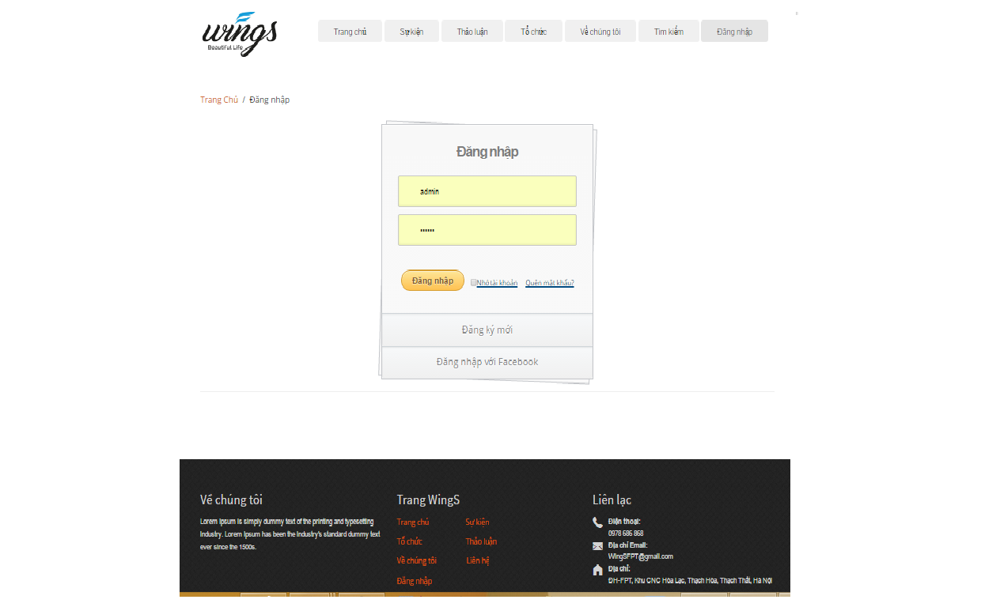 wings
Beautiful Life
Trang chủ Sự kiện Thảo luận Tổ chức Về chúng tôi Tìm kiếm Đăng nhập
Trang Chủ / Đăng nhập
Đăng nhập
admin
••••••
Đăng nhập Nhớ tài khoản Quên mật khẩu?
Đăng ký mới
Đăng nhập với Facebook
Về chúng tôi
Lorem Ipsum is simply dummy text of the printing and typesetting
industry. Lorem Ipsum has been the industry's standard dummy text
ever since the 1500s.
Trang WingS
Trang chủ Sự kiện
Tổ chức Thảo luận
Về chúng tôi Liên hệ
Đăng nhập
Liên lạc
Điện thoại:
0978 686 868
Địa chỉ Email:
WingSFPT@gmail.com
Địa chỉ:
ĐH-FPT, Khu CNC Hòa Lạc, Thạch Hòa, Thạch Thất, Hà Nội